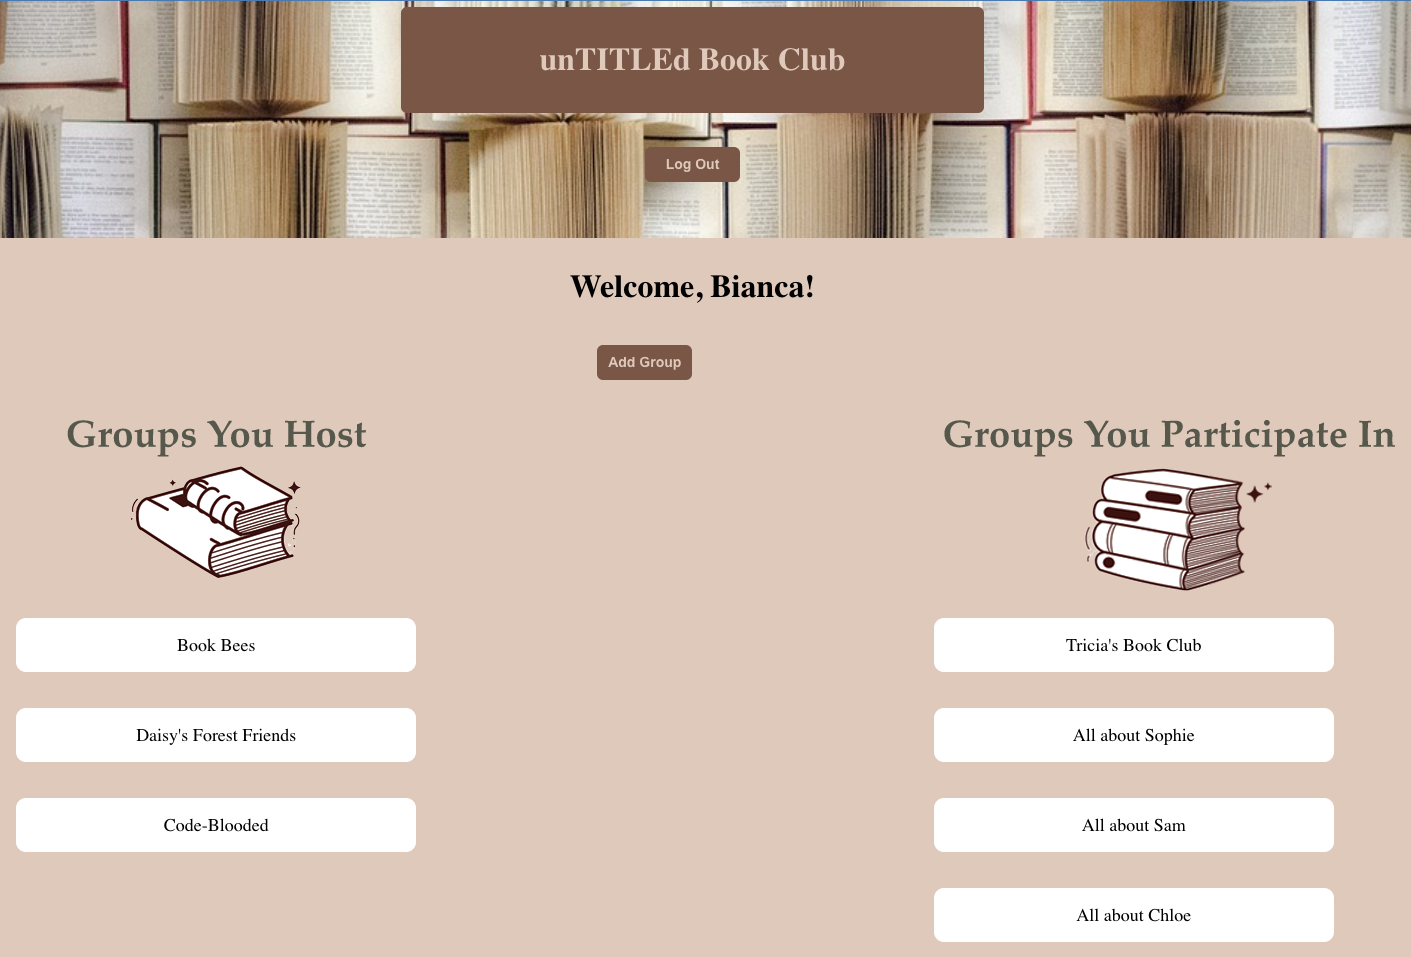 unTITLEd Book Club
Log Out
Welcome, Bianca!
Add Group
Groups You Host
Book Bees
Daisy's Forest Friends
Code-Blooded
Groups You Participate In
Tricia's Book Club
All about Sophie
All about Sam
All about Chloe